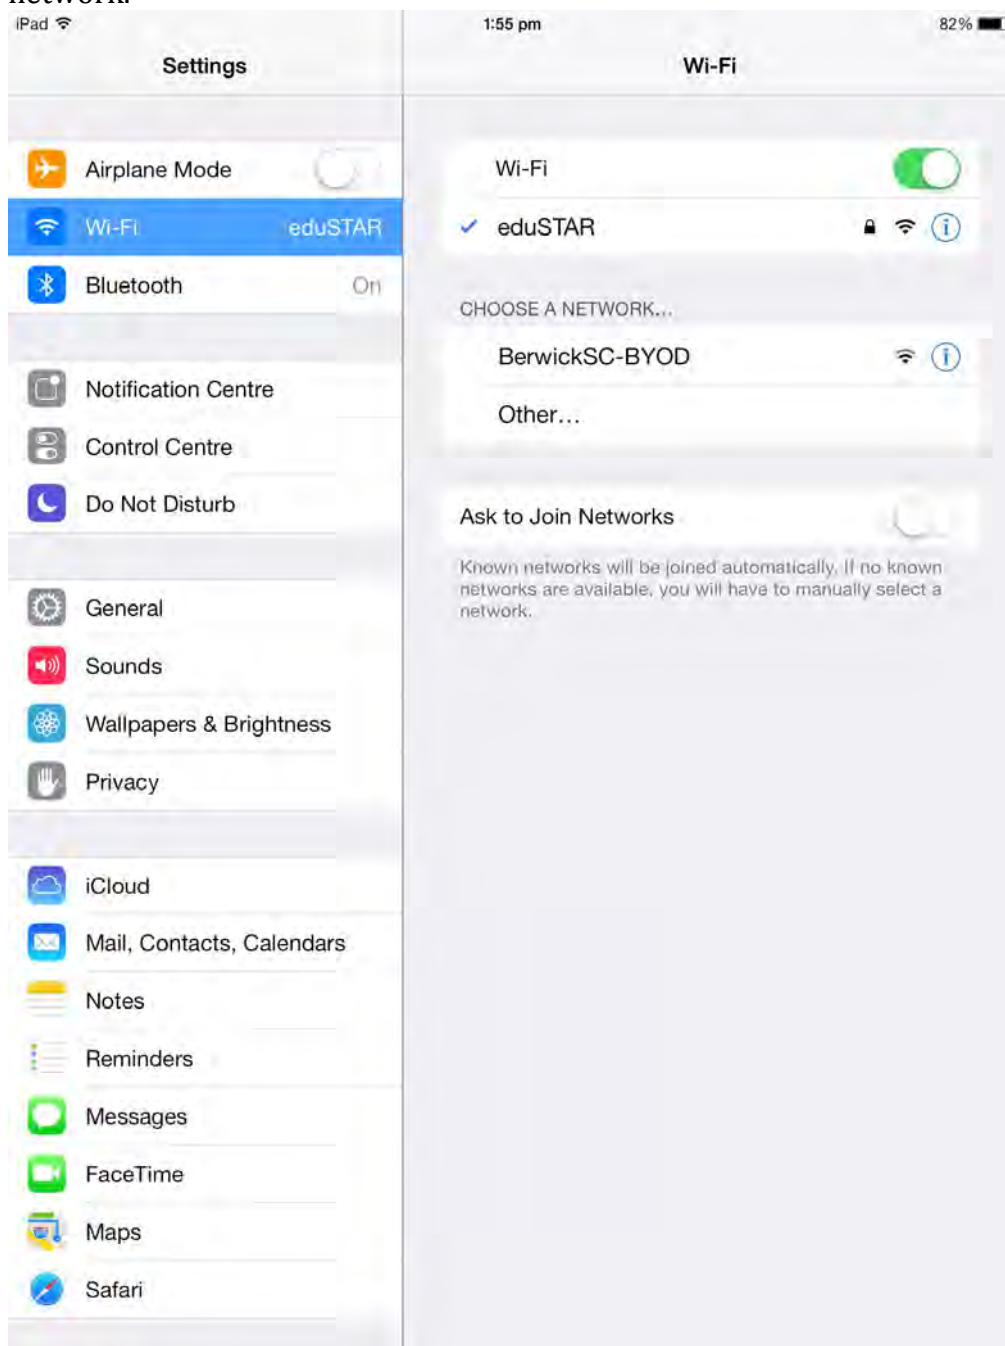 network.
iPad 1:55 pm 82%
Settings
Wi-Fi
Airplane Mode
Wi-Fi eduSTAR
Bluetooth On
Notification Centre
Control Centre
Do Not Disturb
General
Sounds
Wallpapers & Brightness
Privacy
iCloud
Mail, Contacts, Calendars
Notes
Reminders
Messages
FaceTime
Maps
Safari
Wi-Fi
eduSTAR
CHOOSE A NETWORK...
BerwickSC-BYOD
Other...
Ask to Join Networks
Known networks will be joined automatically. If no known
networks are available, you will have to manually select a
network.